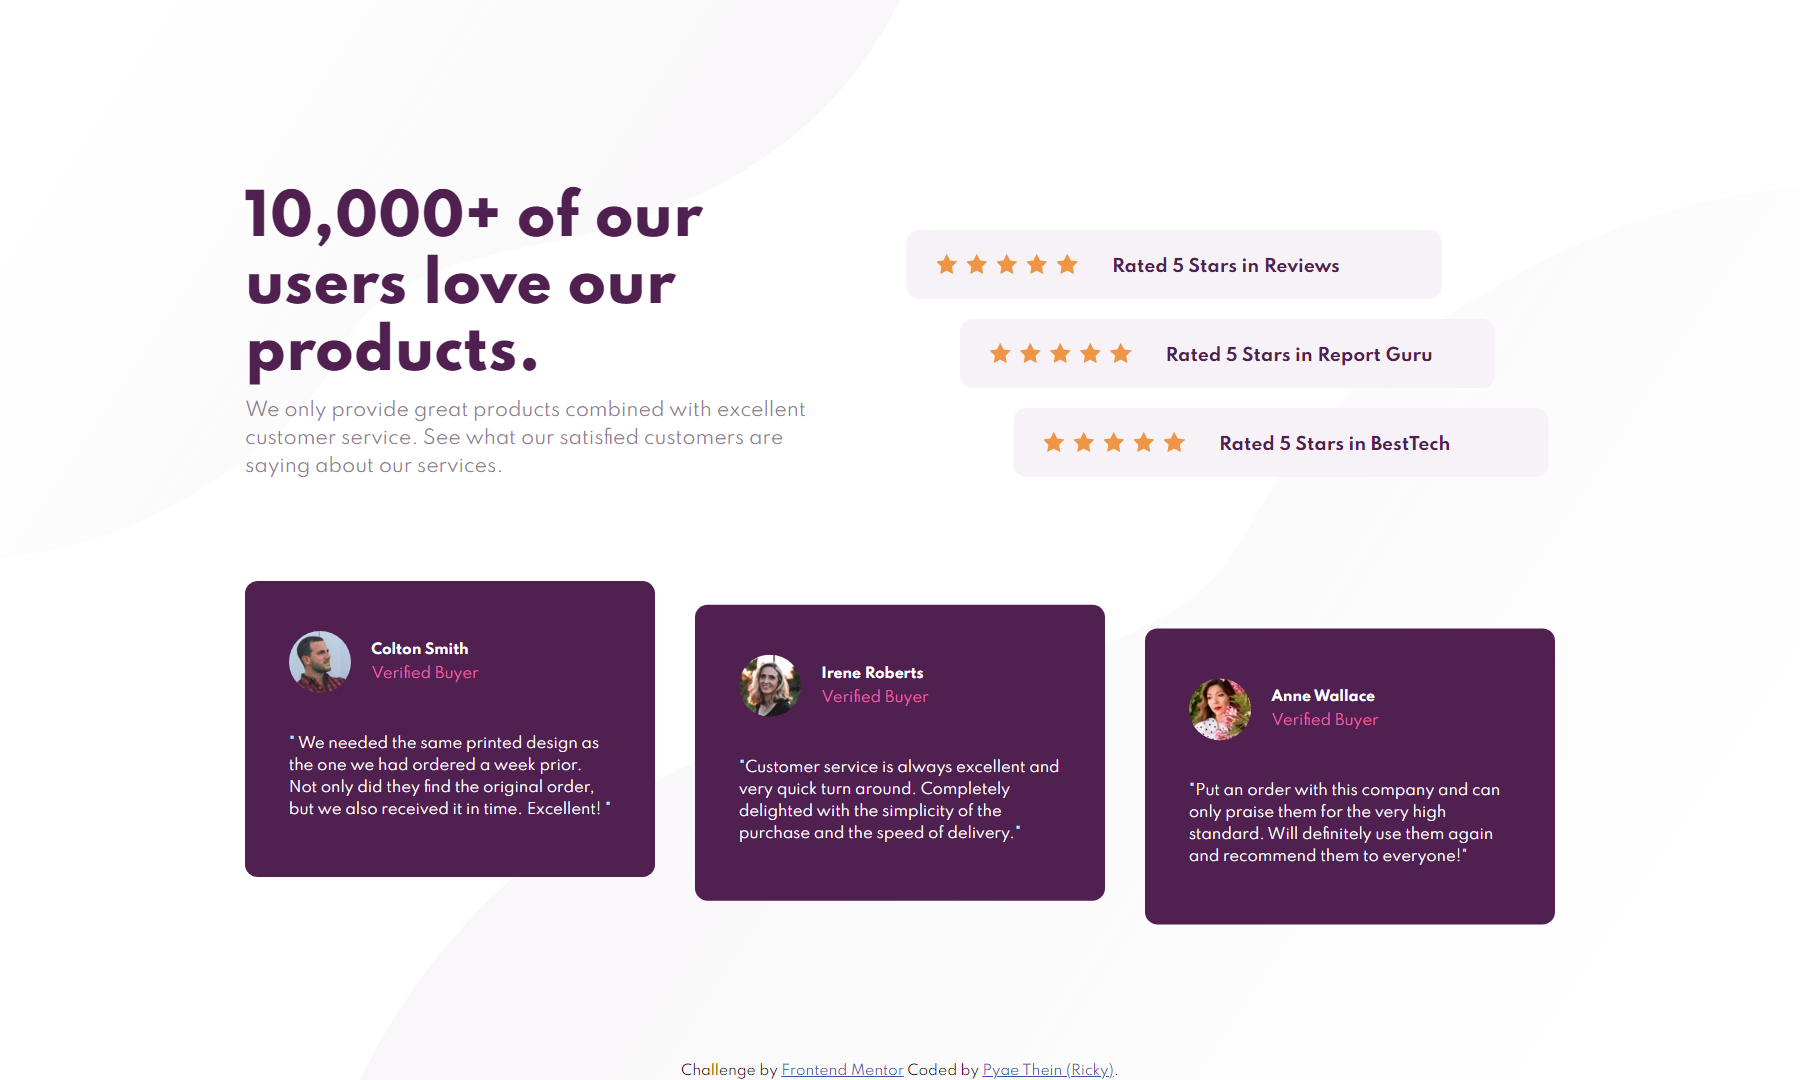 10,000+ of our
users love our
products.
We only provide great products combined with excellent
customer service. See what our satisfied customers are
saying about our services.
Rated 5 Stars in Reviews
Rated 5 Stars in Report Guru
Rated 5 Stars in BestTech
Colton Smith
Verified Buyer
" We needed the same printed design as
the one we had ordered a week prior.
Not only did they find the original order,
but we also received it in time. Excellent! "
Irene Roberts
Verified Buyer
"Customer service is always excellent and
very quick turn around. Completely
delighted with the simplicity of the
purchase and the speed of delivery."
Anne Wallace
Verified Buyer
"Put an order with this company and can
only praise them for the very high
standard. Will definitely use them again
and recommend them to everyone!"
Challenge by Frontend Mentor Coded by Pyae Thein (Ricky).